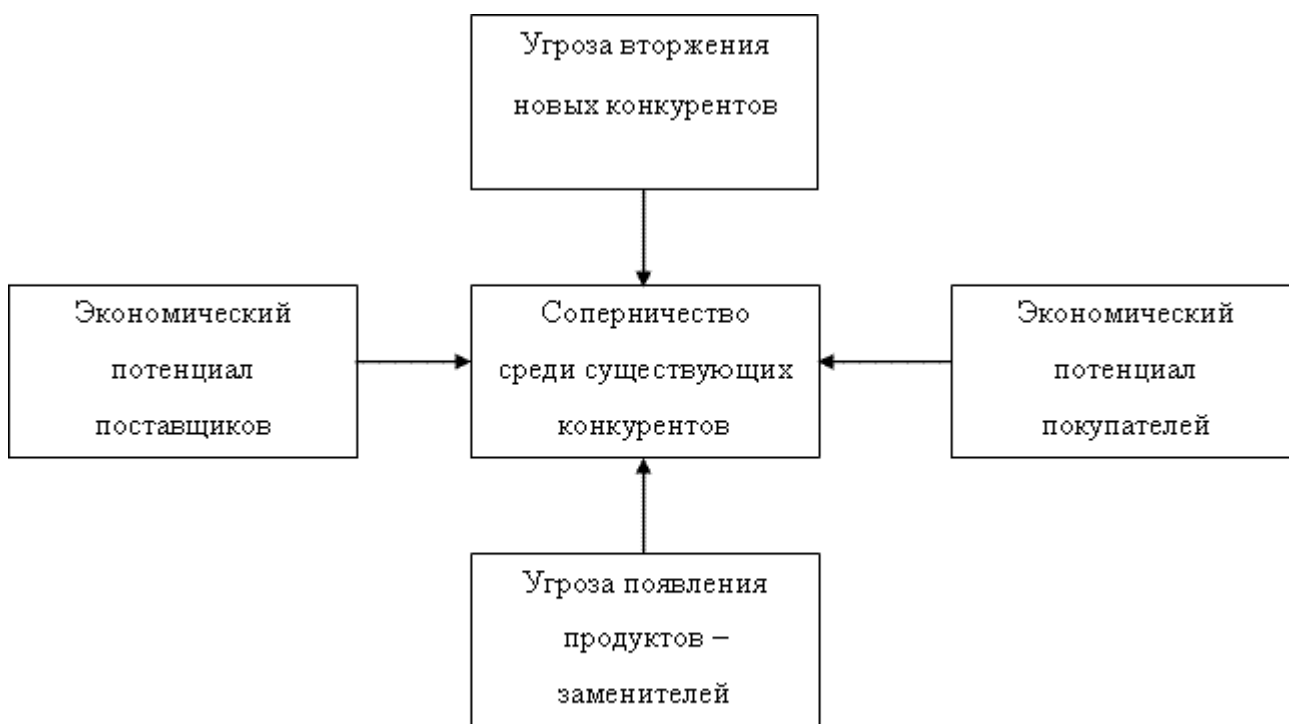 Угроза вторжения
новых конкурентов
Экономический
потенциал
поставщиков
Соперничество
среди существующих
конкурентов
Экономический
потенциал
покупателей
Угроза появления
продуктов –
заменителей